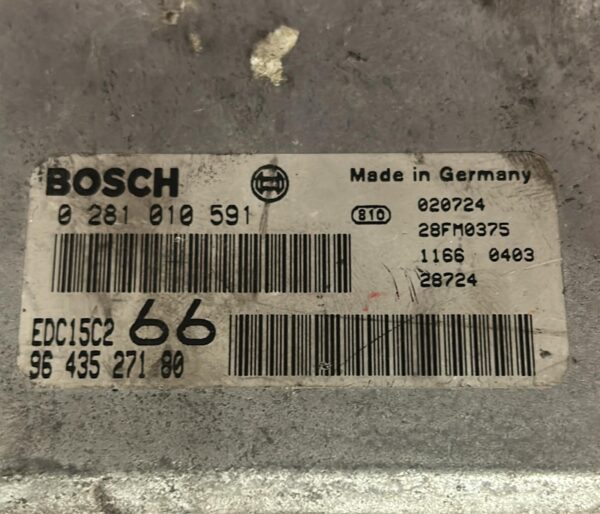 BOSCH
Made in Germany
0 281 010 591
810
020724
28FM0375
1166 0403
28724
EDC15C2 66
96 435 271 80